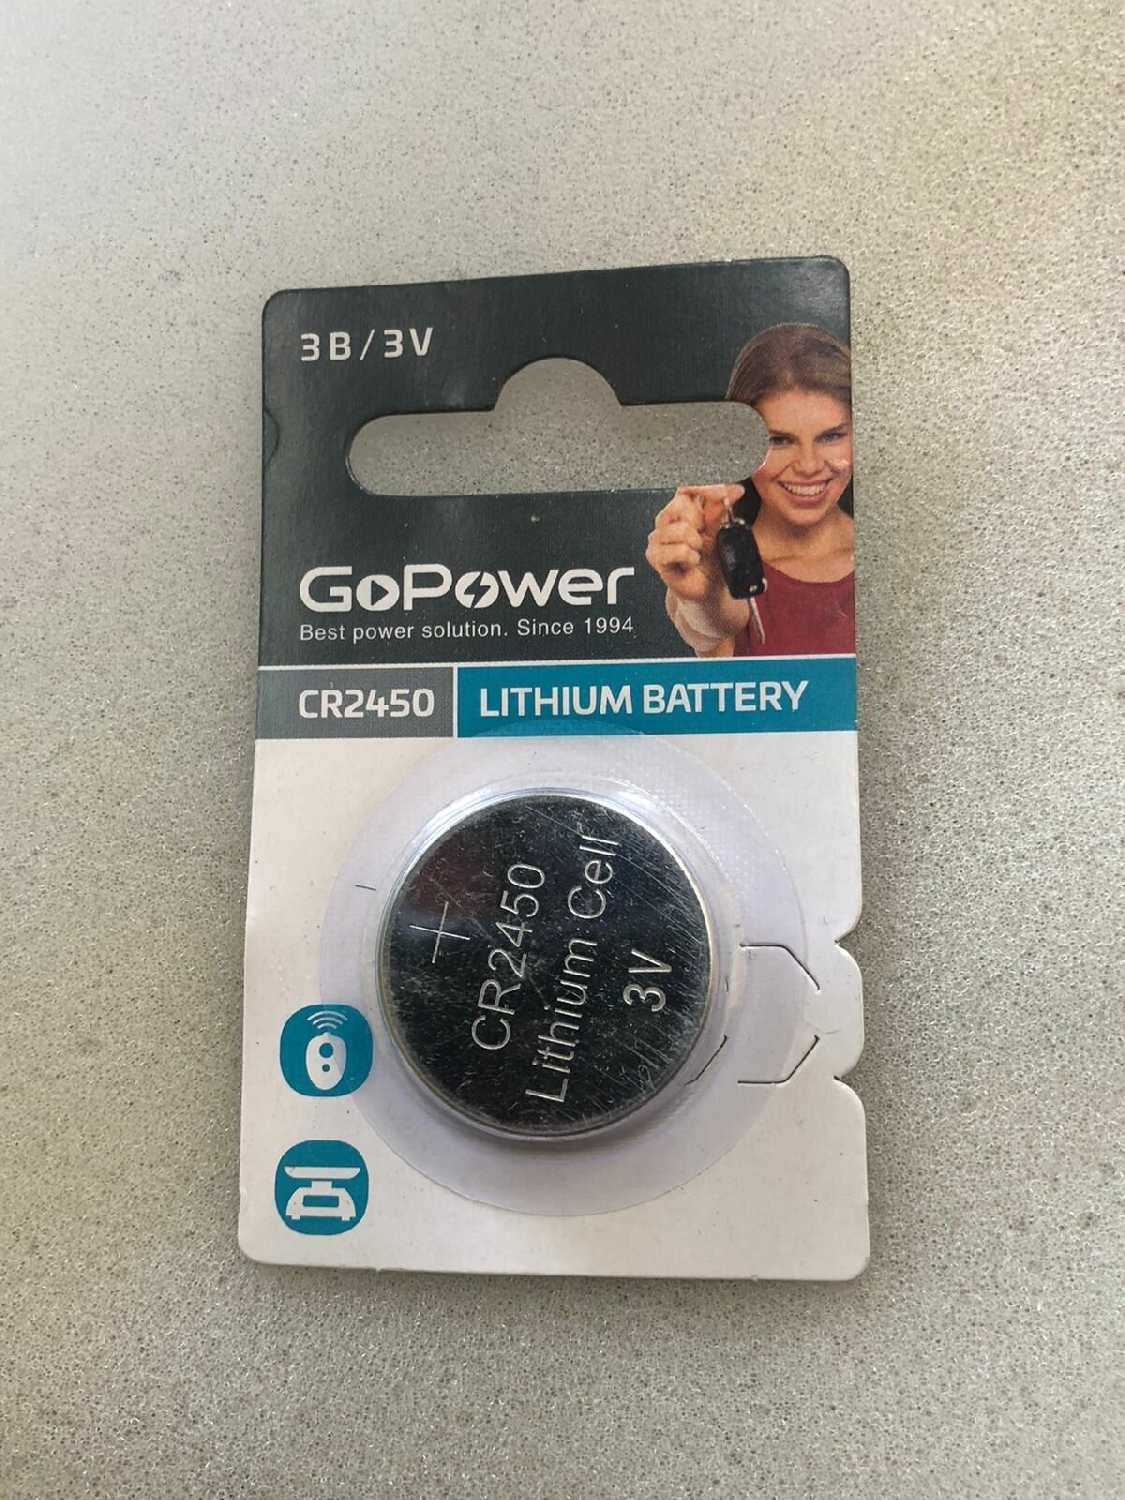 3В / 3V
GoPower
Best power solution. Since 1994
CR2450
LITHIUM BATTERY
+
CR2450
Lithium Cell
3V